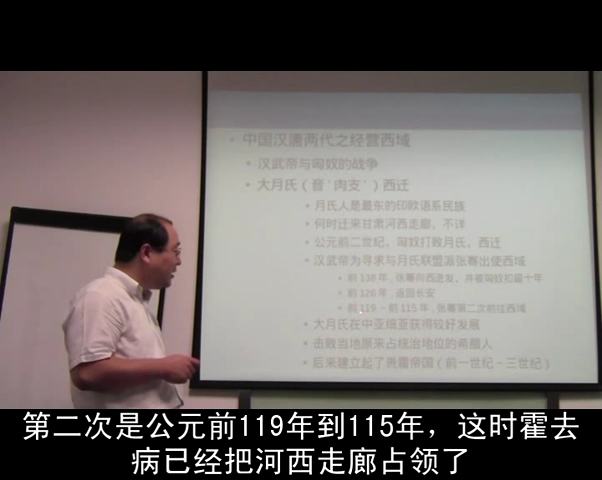 中国汉唐两代之经营西域
汉武帝与匈奴的战争
大月氏（音‘肉支’）西迁
月氏人是最东的印欧语系民族
何时迁来甘肃河西走廊，不详
公元前二世纪，匈奴打败月氏，西迁
汉武帝为寻求与月氏联盟派张骞出使西域
前138年，张骞向西进发，并被匈奴扣留十年
前126年，返回长安
前119－前115年，张骞第二次前往西域
大月氏在中亚细亚获得较好发展
击败当地原来占统治地位的希腊人
后来建立起了贵霜帝国（前一世纪－三世纪）
第二次是公元前119年到115年，这时霍去
病已经把河西走廊占领了